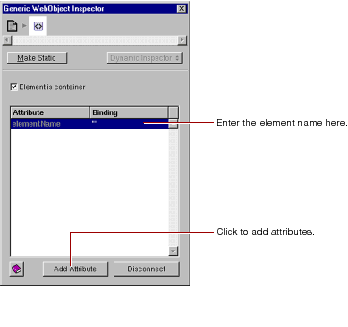 Generic WebObject Inspector
Make Static
Dynamic Inspector
Element is container
Attribute Binding
elementName ""
Enter the element name here.
Click to add attributes.
Add Attribute Disconnect